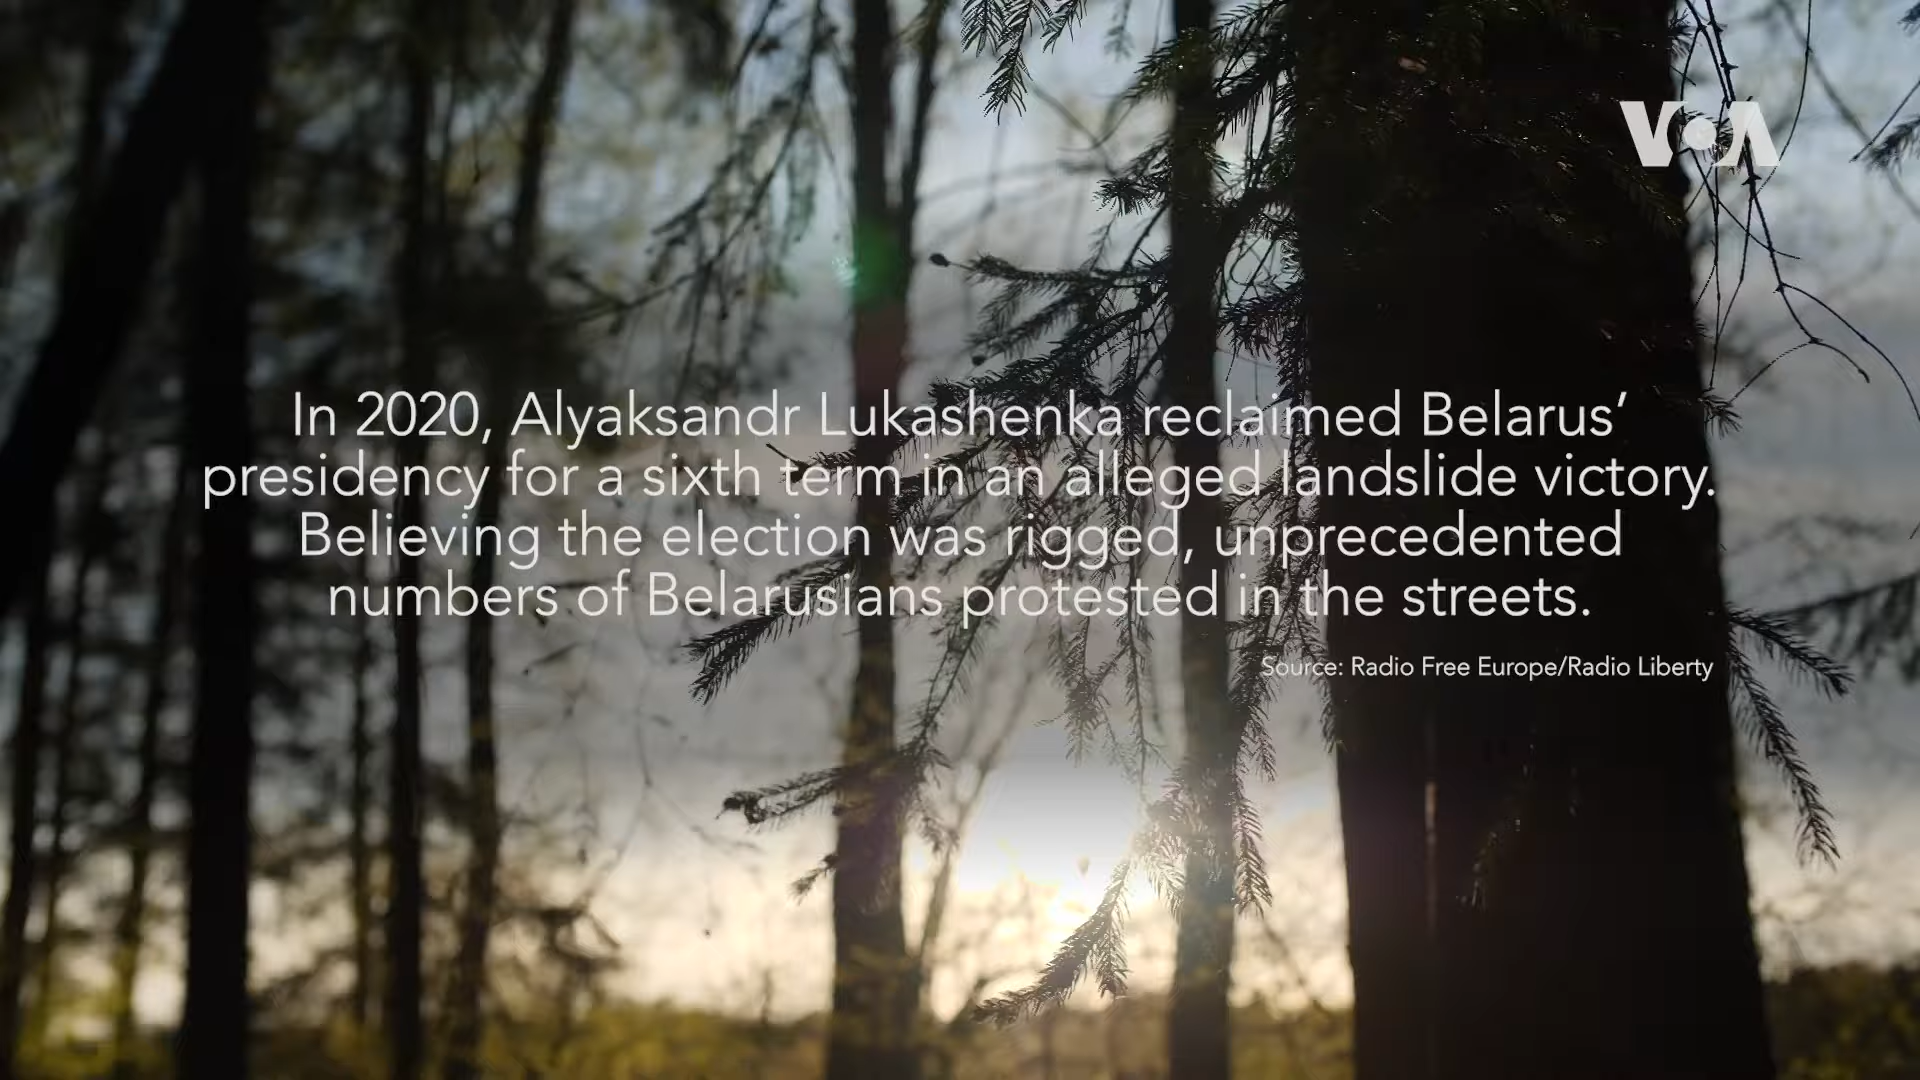 VOA
In 2020, Alyaksandr Lukashenka reclaimed Belarus’
presidency for a sixth term in an alleged landslide victory.
Believing the election was rigged, unprecedented
numbers of Belarusians protested in the streets.
Source: Radio Free Europe/Radio Liberty